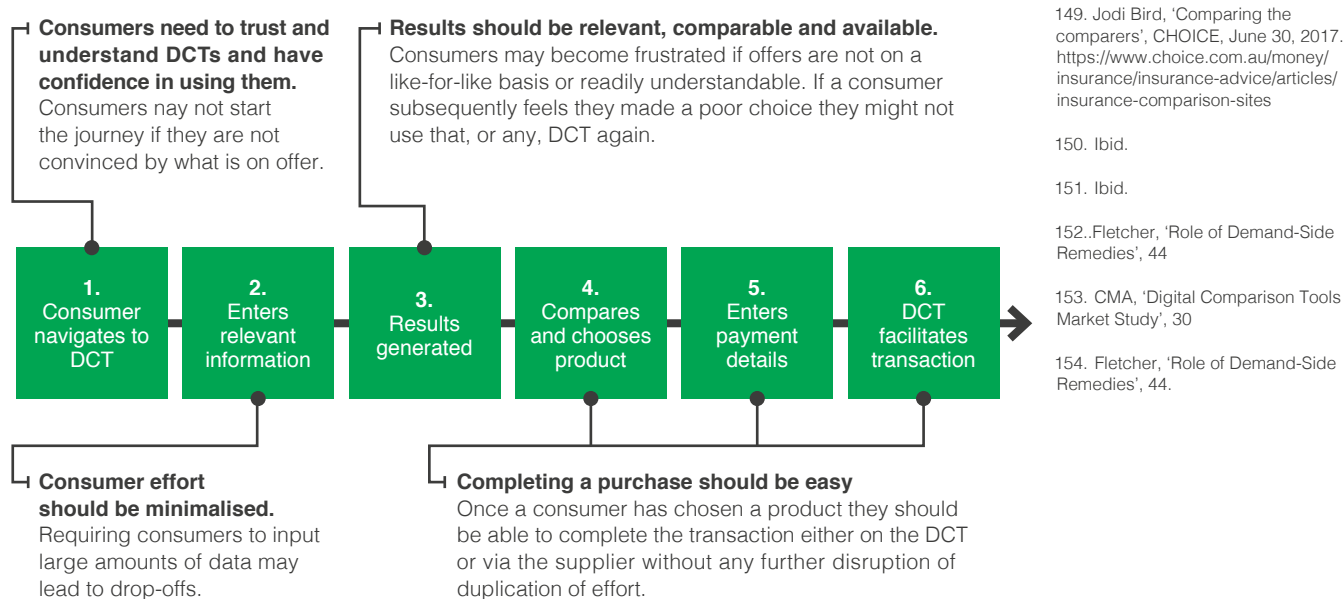 Consumers need to trust and
understand DCTs and have
confidence in using them.
Consumers nay not start
the journey if they are not
convinced by what is on offer.
Results should be relevant, comparable and available.
Consumers may become frustrated if offers are not on a
like-for-like basis or readily understandable. If a consumer
subsequently feels they made a poor choice they might not
use that, or any, DCT again.
1.
Consumer
navigates to
DCT
2.
Enters
relevant
information
3.
Results
generated
4.
Compares
and chooses
product
5.
Enters
payment
details
6.
DCT
facilitates
transaction
Consumer effort
should be minimalised.
Requiring consumers to input
large amounts of data may
lead to drop-offs.
Completing a purchase should be easy
Once a consumer has chosen a product they should
be able to complete the transaction either on the DCT
or via the supplier without any further disruption of
duplication of effort.
149. Jodi Bird, ‘Comparing the
comparers’, CHOICE, June 30, 2017.
https://www.choice.com.au/money/
insurance/insurance-advice/articles/
insurance-comparison-sites
150. Ibid.
151. Ibid.
152..Fletcher, ‘Role of Demand-Side
Remedies’, 44
153. CMA, ‘Digital Comparison Tools
Market Study’, 30
154. Fletcher, ‘Role of Demand-Side
Remedies’, 44.